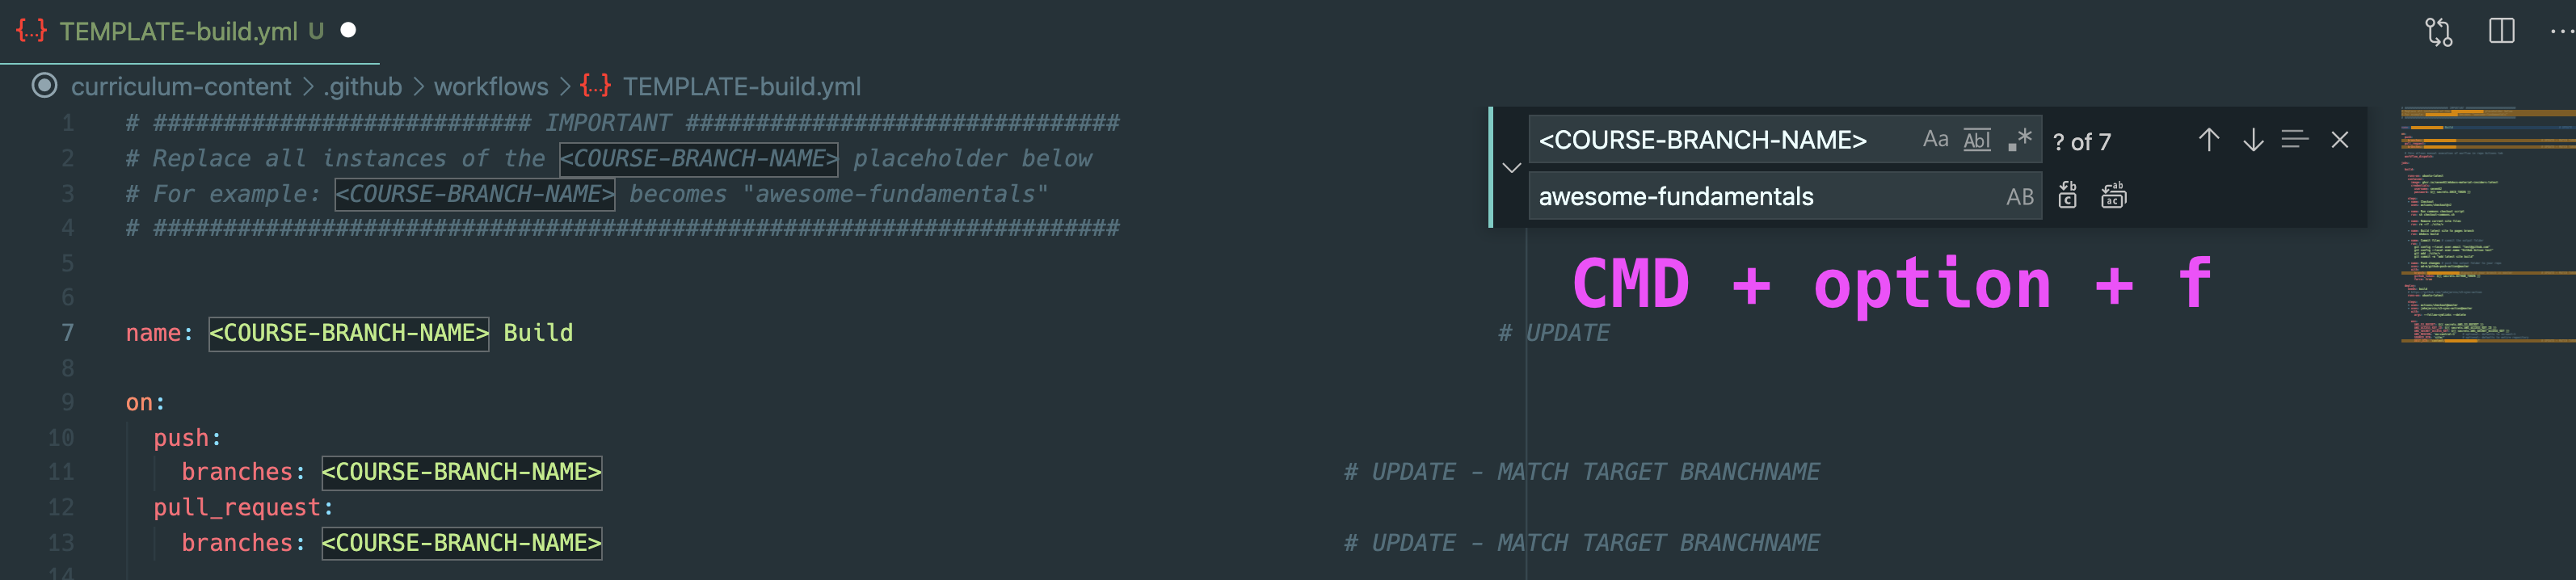 {...} TEMPLATE-build.yml U
curriculum-content > .github > workflows > {...} TEMPLATE-build.yml
<COURSE-BRANCH-NAME> Aa Abl .* ? of 7
awesome-fundamentals AB
CMD + option + f
1 # ########################### IMPORTANT ###############################
2 # Replace all instances of the <COURSE-BRANCH-NAME> placeholder below
3 # For example: <COURSE-BRANCH-NAME> becomes "awesome-fundamentals"
4 # #####################################################################
5
6
7 name: <COURSE-BRANCH-NAME> Build # UPDATE
8
9 on:
10 push:
11 branches: <COURSE-BRANCH-NAME> # UPDATE - MATCH TARGET BRANCHNAME
12 pull_request:
13 branches: <COURSE-BRANCH-NAME> # UPDATE - MATCH TARGET BRANCHNAME
14